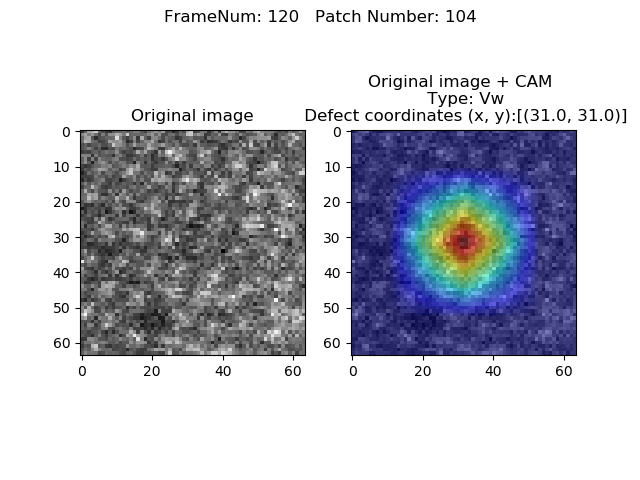 FrameNum: 120   Patch Number: 104
Original image
Original image + CAM
Type: Vw
Defect coordinates (x, y):[(31.0, 31.0)]
0
10
20
30
40
50
60
0 20 40 60
0
10
20
30
40
50
60
0 20 40 60